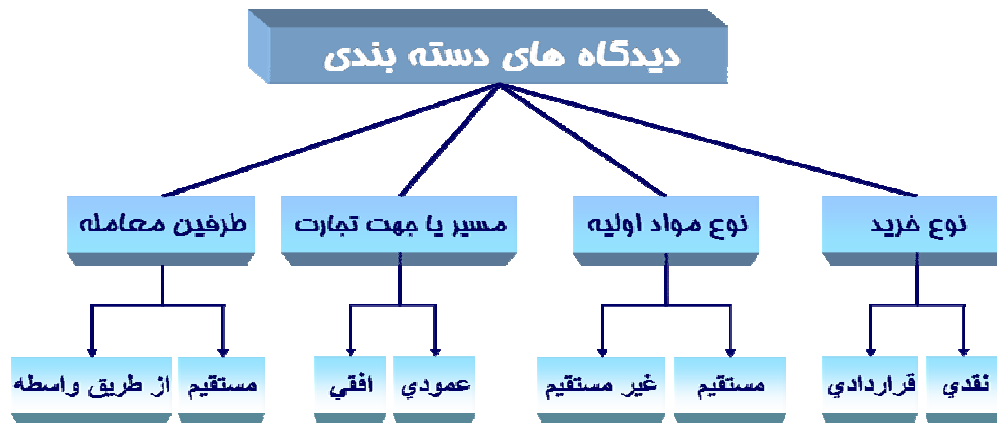 دیدگاه های دسته بندی
نوع خرید
نوع مواد اولیه
مسیر یا جهت تجارت
طرفین معامله
نقدي
قراردادي
مستقیم
غیر مستقیم
عمودي
افقي
مستقیم
از طریق واسطه